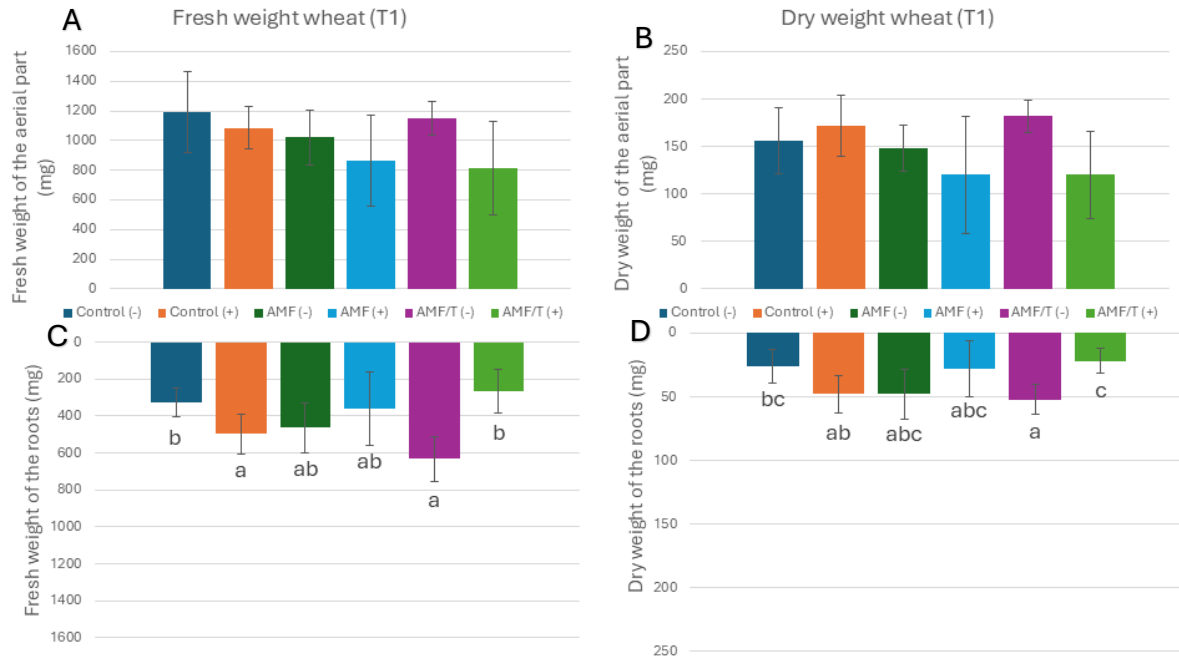 A
Fresh weight wheat (T1)
Fresh weight of the aerial part
(mg)
1600
1400
1200
1000
800
600
400
200
0
B
Dry weight wheat (T1)
Dry weight of the aerial part
(mg)
250
200
150
100
50
0
Control (-) Control (+) AMF (-) AMF (+) AMF/T (-) AMF/T (+)
Control (-) Control (+) AMF (-) AMF (+) AMF/T (-) AMF/T (+)
C
Fresh weight of the roots (mg)
0
200
400
600
800
1000
1200
1400
1600
b
a
ab
ab
a
b
D
Dry weight of the roots (mg)
0
50
100
150
200
250
bc
ab
abc
abc
a
c